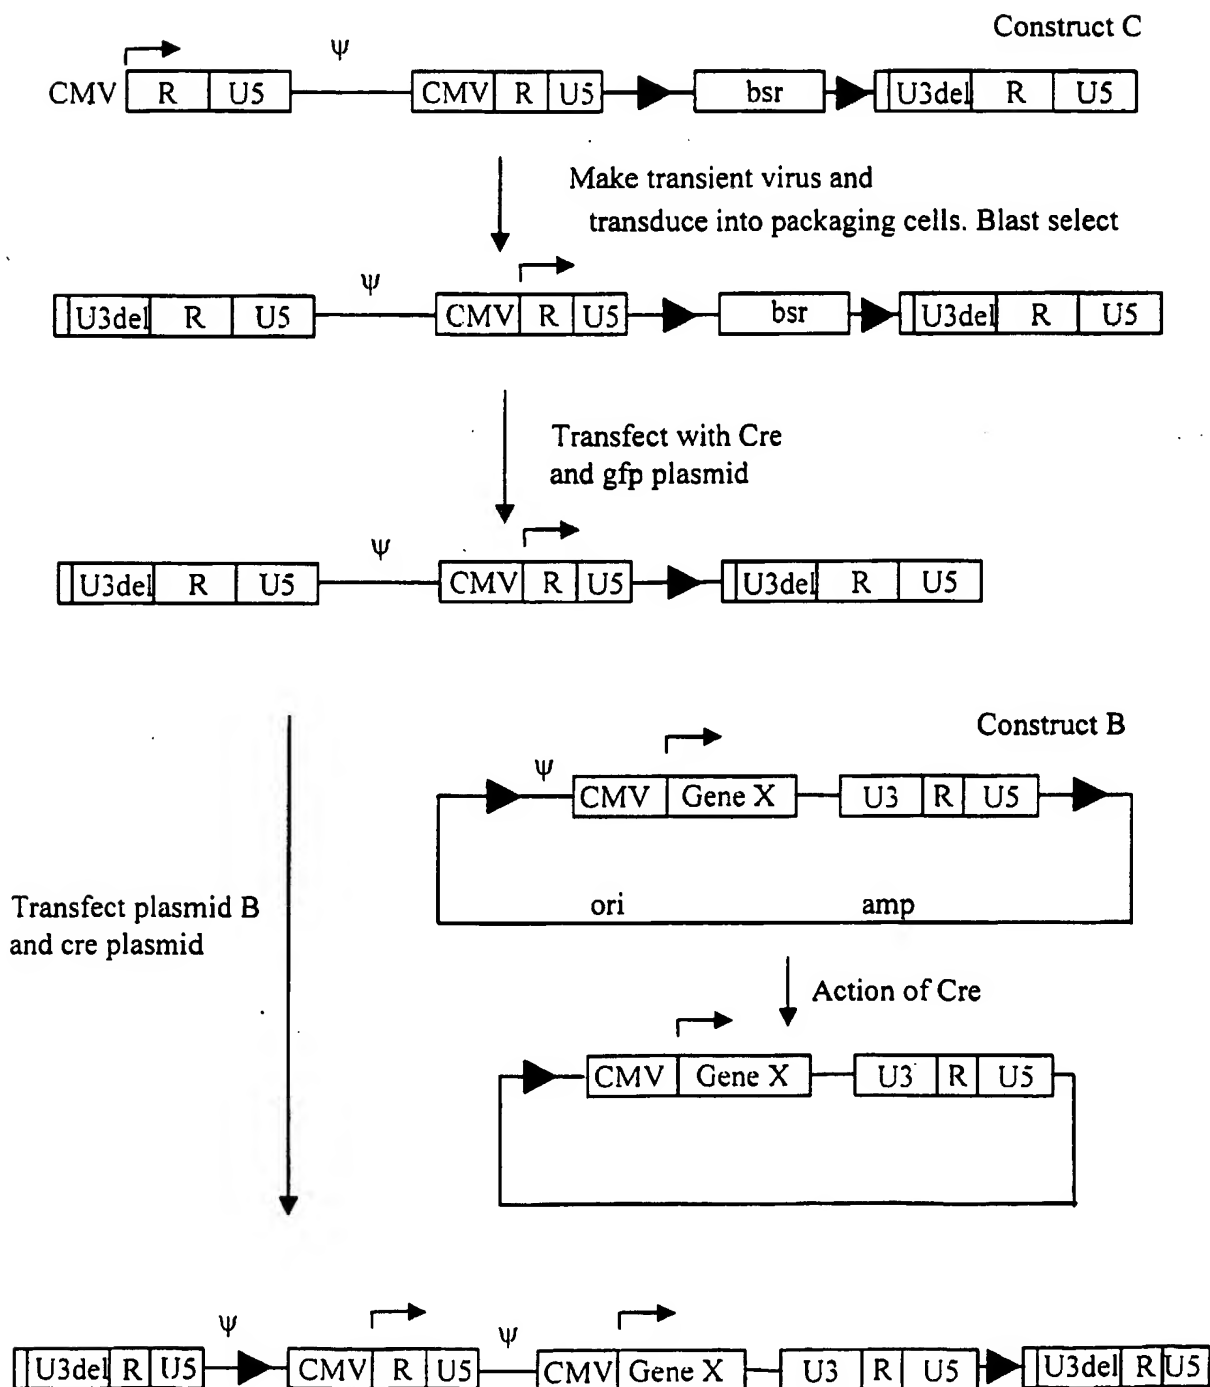 Construct C
ψ
CMV R U5 CMV R U5 bsr U3del R U5
Make transient virus and
transduce into packaging cells. Blast select
ψ
U3del R U5 CMV R U5 bsr U3del R U5
Transfect with Cre
and gfp plasmid
ψ
U3del R U5 CMV R U5 U3del R U5
Construct B
ψ
CMV Gene X U3 R U5
ori amp
Transfect plasmid B
and cre plasmid
Action of Cre
CMV Gene X U3 R U5
ψ ψ
U3del R U5 CMV R U5 CMV Gene X U3 R U5 U3del R U5